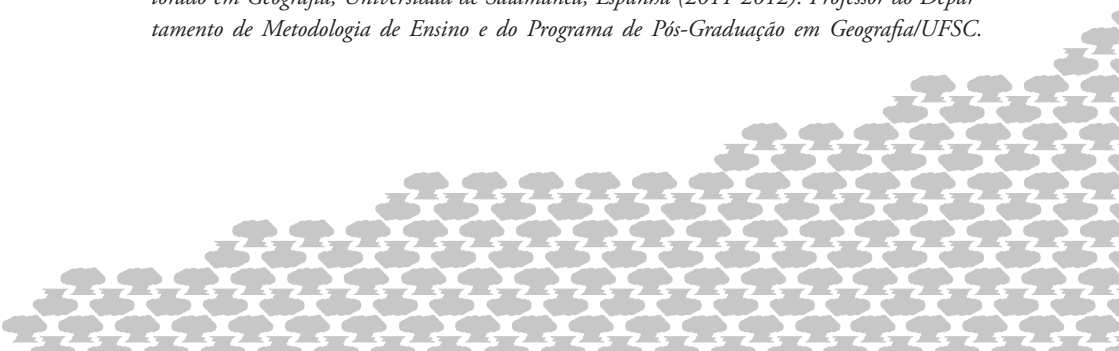 torado em Geografia, Universidad de Salamanca, Espanha (2011-2012). Professor do Depar-
tamento de Metodologia de Ensino e do Programa de Pós-Graduação em Geografia/UFSC.